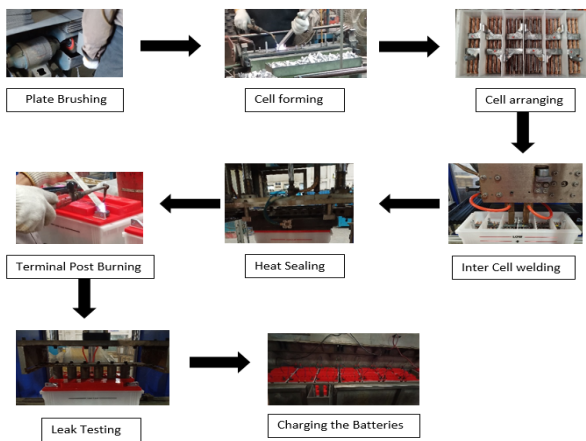 Plate Brushing
Cell forming
Cell arranging
Inter Cell welding
Heat Sealing
Terminal Post Burning
Leak Testing
Charging the Batteries